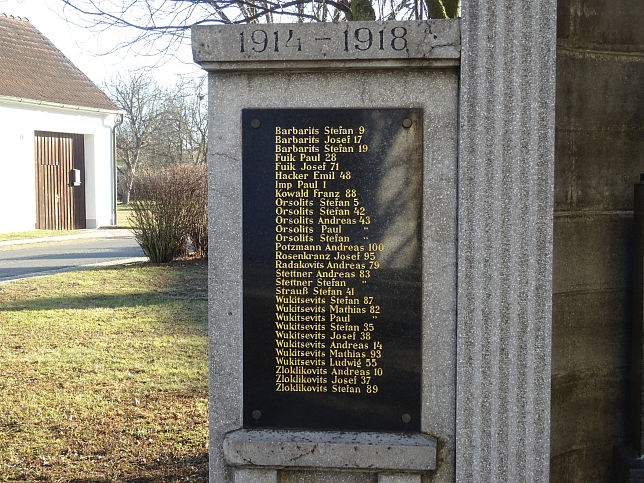 1914 - 1918
Barbarits Stefan 9
Barbarits Josef 17
Barbarits Stefan 19
Fuik Paul 28
Fuik Josef 71
Hacker Emil 48
Imp Paul 1
Kowald Franz 88
Orsolits Stefan 5
Orsolits Stefan 42
Orsolits Andreas 43
Orsolits Paul "
Orsolits Stefan "
Potzmann Andreas 100
Rosenkranz Josef 95
Radakovits Andreas 79
Stettner Andreas 83
Stettner Stefan "
Strauß Stefan 41
Wukitsevits Stefan 87
Wukitsevits Mathias 82
Wukitsevits Paul "
Wukitsevits Stefan 35
Wukitsevits Josef 38
Wukitsevits Andreas 14
Wukitsevits Mathias 93
Wukitsevits Ludwig 55
Zloklikovits Andreas 10
Zloklikovits Josef 37
Zloklikovits Stefan 89